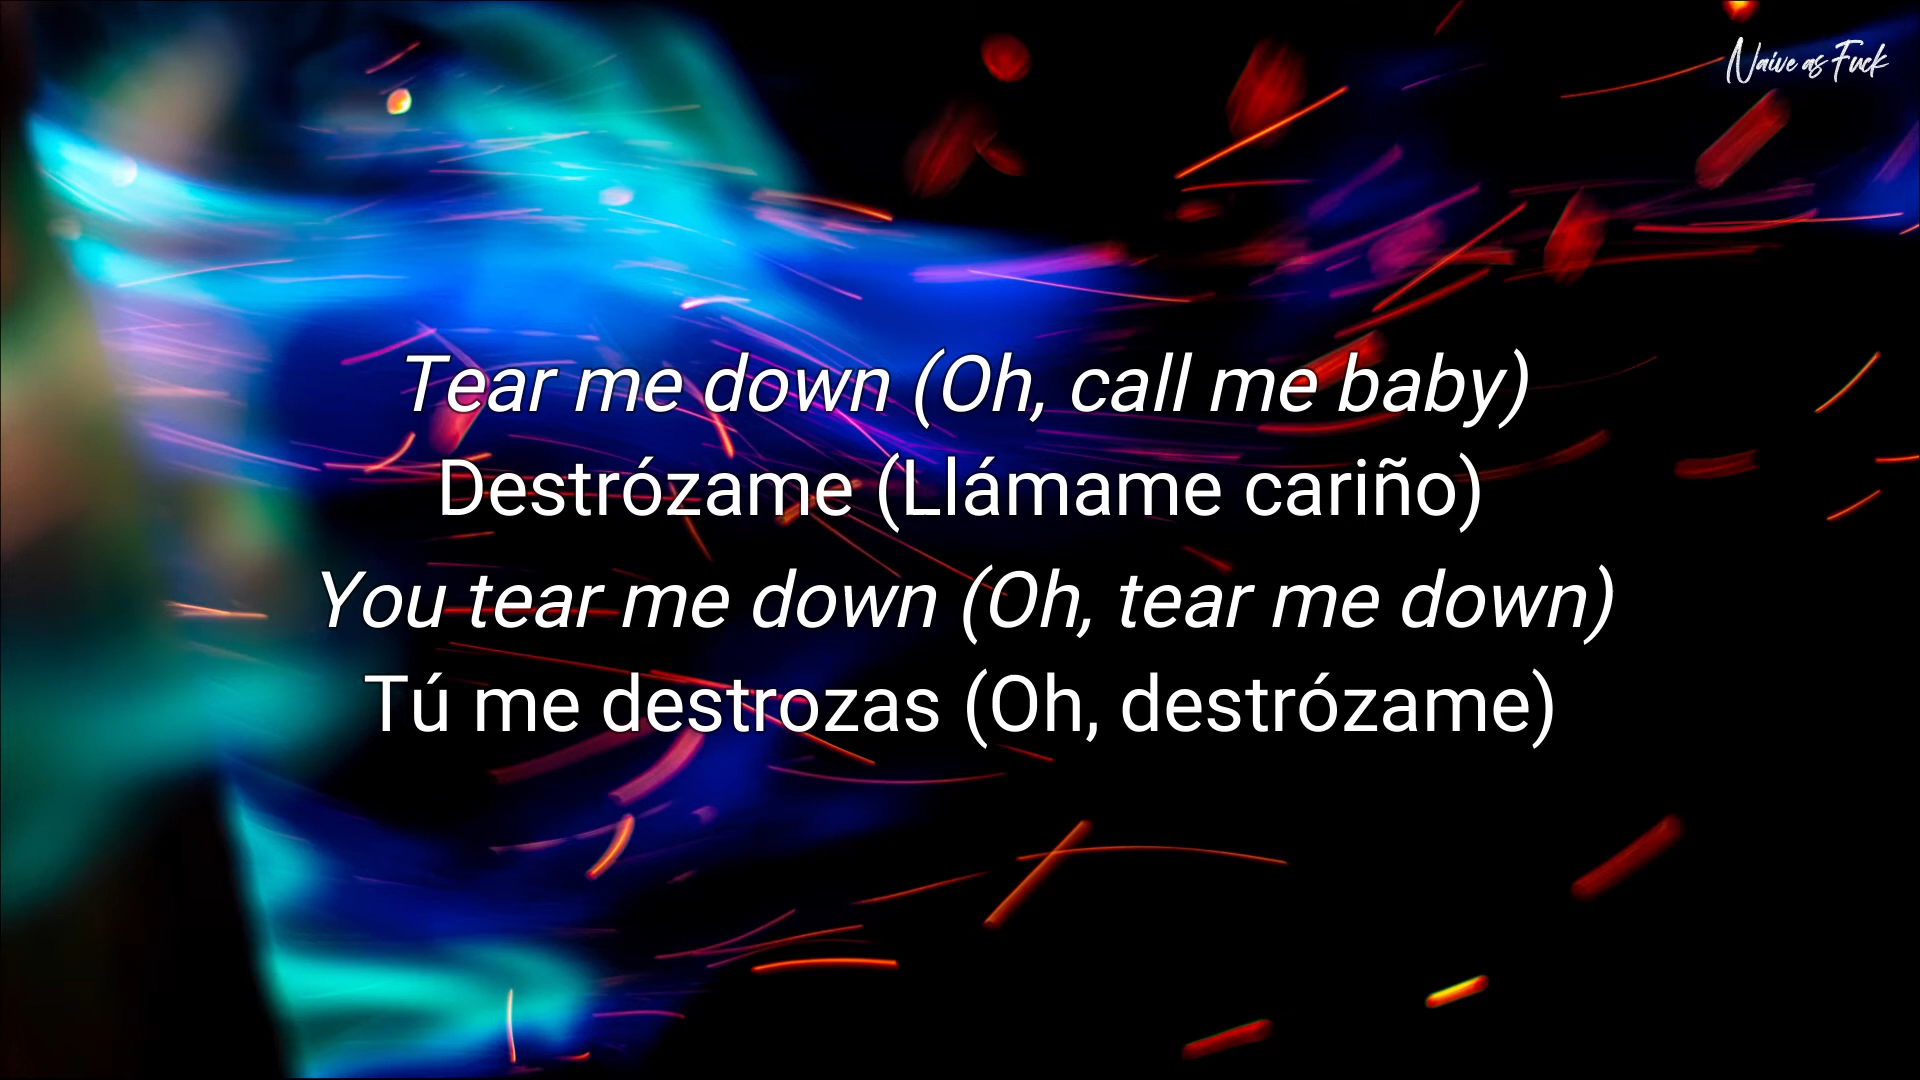 Naive as Fuck
Tear me down (Oh, call me baby)
Destrózame (Llámame cariño)
You tear me down (Oh, tear me down)
Tú me destrozas (Oh, destrózame)